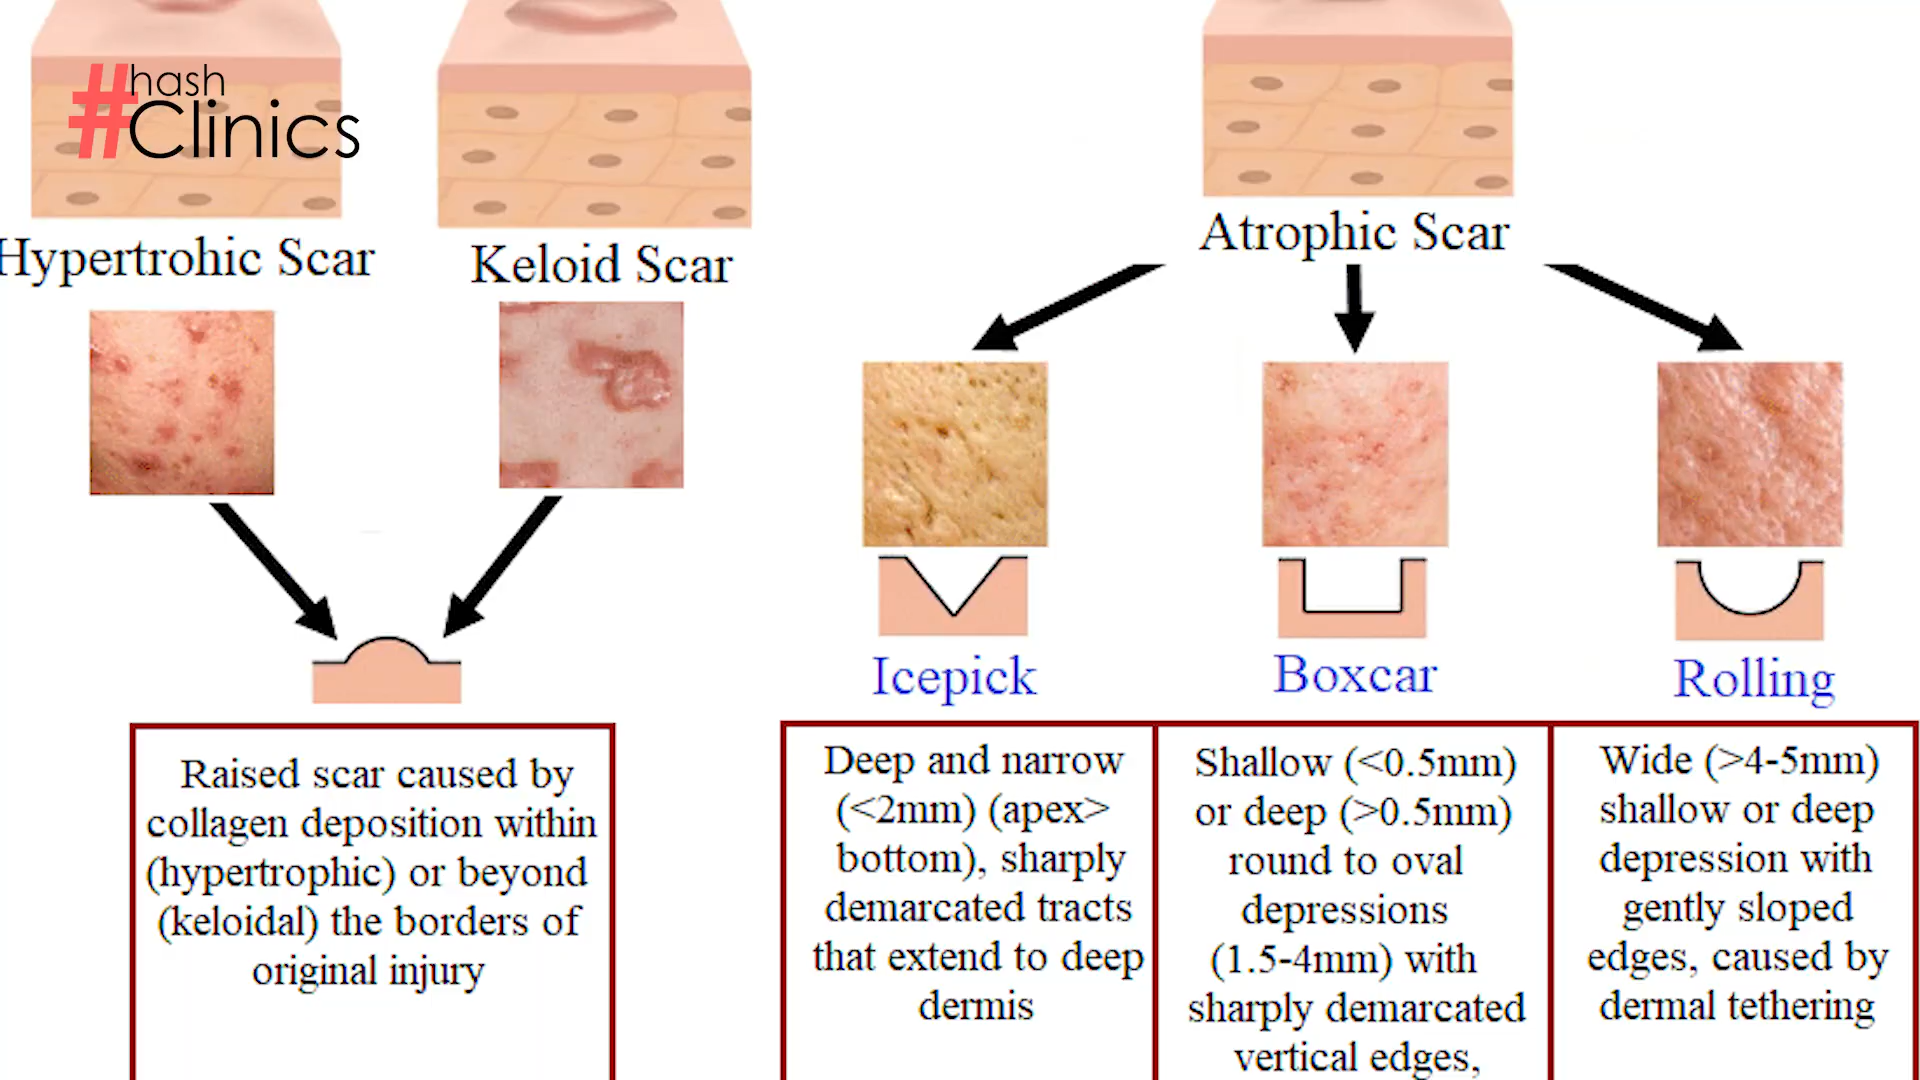 #hash
Clinics
Hypertrohic Scar
Keloid Scar
Atrophic Scar
Icepick
Boxcar
Rolling
Raised scar caused by
collagen deposition within
(hypertrophic) or beyond
(keloidal) the borders of
original injury
Deep and narrow
(<2mm) (apex>
bottom), sharply
demarcated tracts
that extend to deep
dermis
Shallow (<0.5mm)
or deep (>0.5mm)
round to oval
depressions
(1.5-4mm) with
sharply demarcated
vertical edges,
Wide (>4-5mm)
shallow or deep
depression with
gently sloped
edges, caused by
dermal tethering